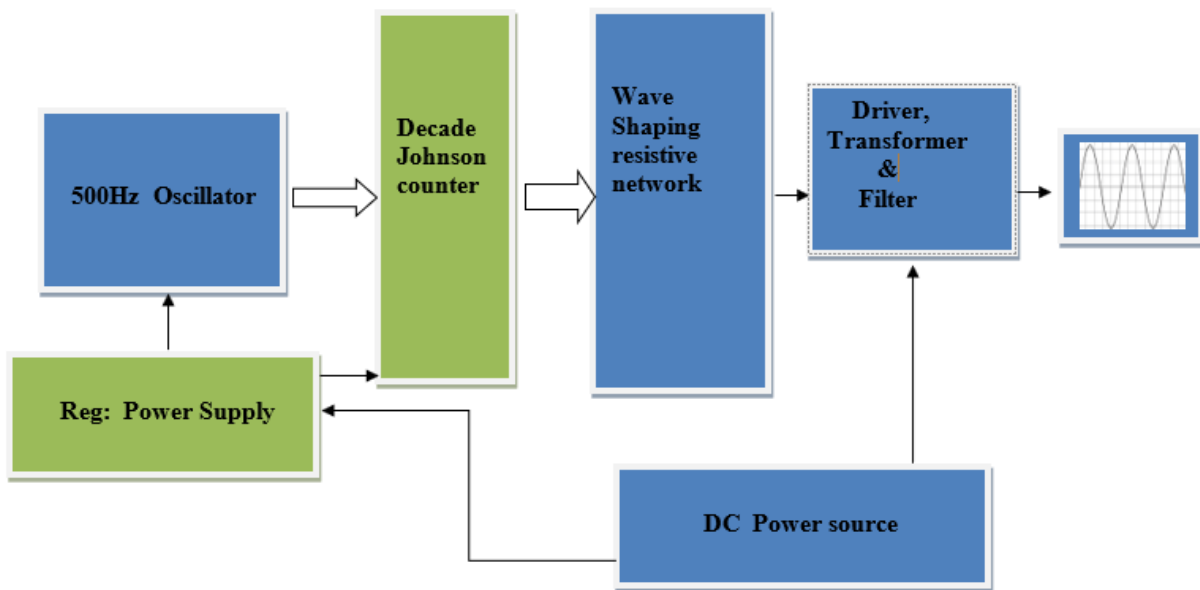 500Hz Oscillator
Decade
Johnson
counter
Wave
Shaping
resistive
network
Driver,
Transformer
&
Filter
Reg: Power Supply
DC Power source